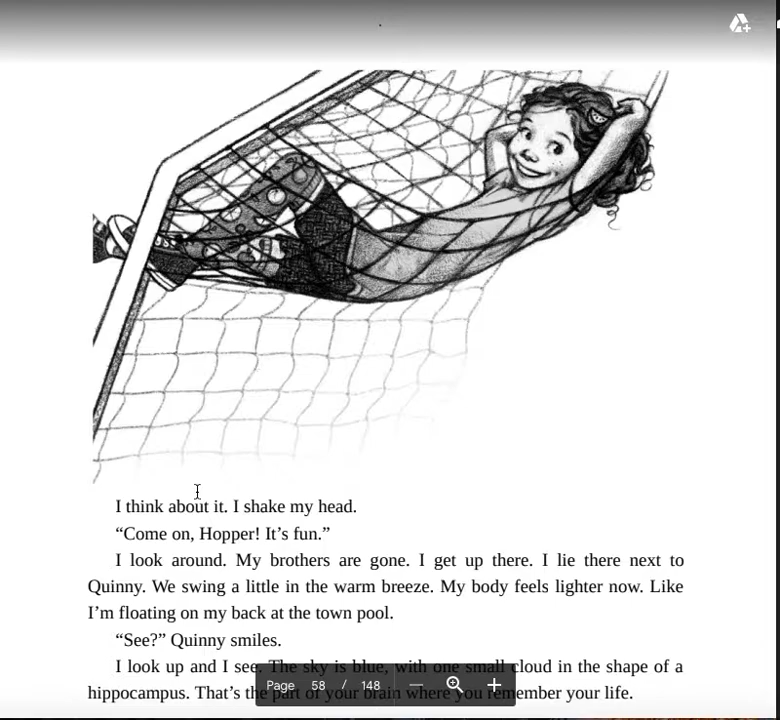 I think about it. I shake my head.
“Come on, Hopper! It’s fun.”
I look around. My brothers are gone. I get up there. I lie there next to
Quinny. We swing a little in the warm breeze. My body feels lighter now. Like
I’m floating on my back at the town pool.
“See?” Quinny smiles.
I look up and I see. The sky is blue, with one small cloud in the shape of a
hippocampus. That’s the part of your brain where you remember your life.
Page 58 / 148